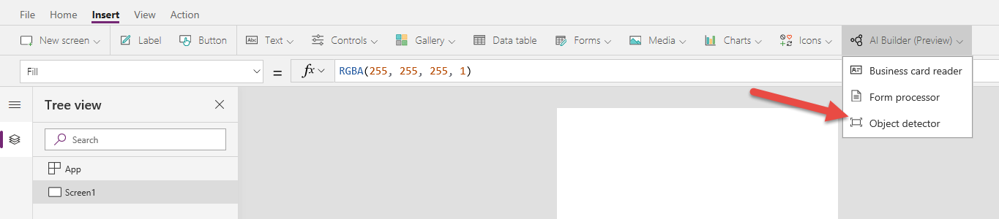 File Home Insert View Action
New screen Label Button Abc Text Controls Gallery Data table Forms Media Charts Icons AI Builder (Preview)
Fill = fx RGBA(255, 255, 255, 1)
Business card reader
Form processor
Object detector
Tree view
Search
App
Screen1